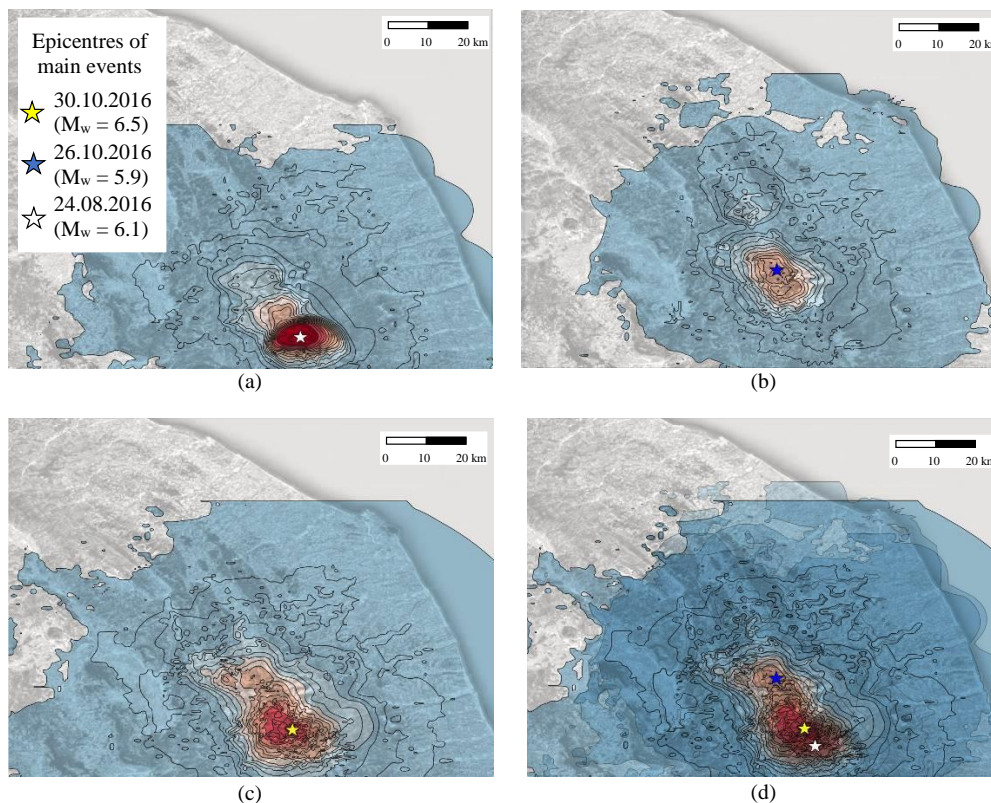 Epicentres of
main events
30.10.2016
(Mw = 6.5)
26.10.2016
(Mw = 5.9)
24.08.2016
(Mw = 6.1)
0 10 20 km
(a)
0 10 20 km
(b)
0 10 20 km
(c)
0 10 20 km
(d)